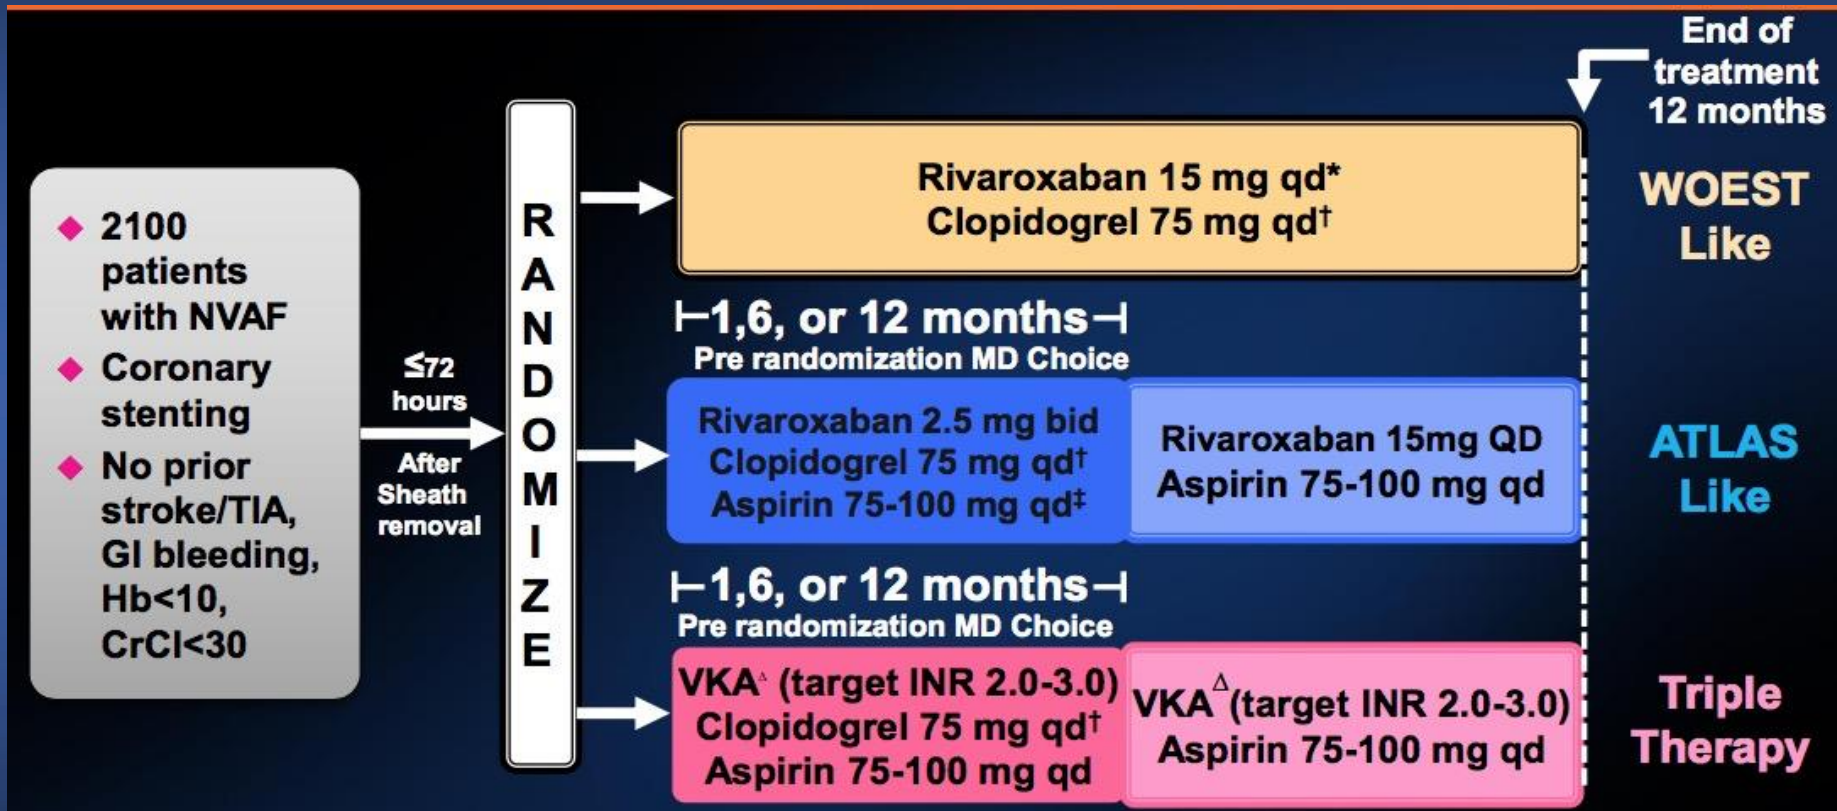 End of
treatment
12 months
◆ 2100
patients
with NVAF
◆ Coronary
stenting
◆ No prior
stroke/TIA,
GI bleeding,
Hb<10,
CrCl<30
≤72
hours
After
Sheath
removal
R
A
N
D
O
M
I
Z
E
Rivaroxaban 15 mg qd*
Clopidogrel 75 mg qd†
WOEST
Like
⊢1,6, or 12 months⊣
Pre randomization MD Choice
Rivaroxaban 2.5 mg bid
Clopidogrel 75 mg qd†
Aspirin 75-100 mg qd‡
Rivaroxaban 15mg QD
Aspirin 75-100 mg qd
ATLAS
Like
⊢1,6, or 12 months⊣
Pre randomization MD Choice
VKAΔ (target INR 2.0-3.0)
Clopidogrel 75 mg qd†
Aspirin 75-100 mg qd
VKAΔ(target INR 2.0-3.0)
Aspirin 75-100 mg qd
Triple
Therapy